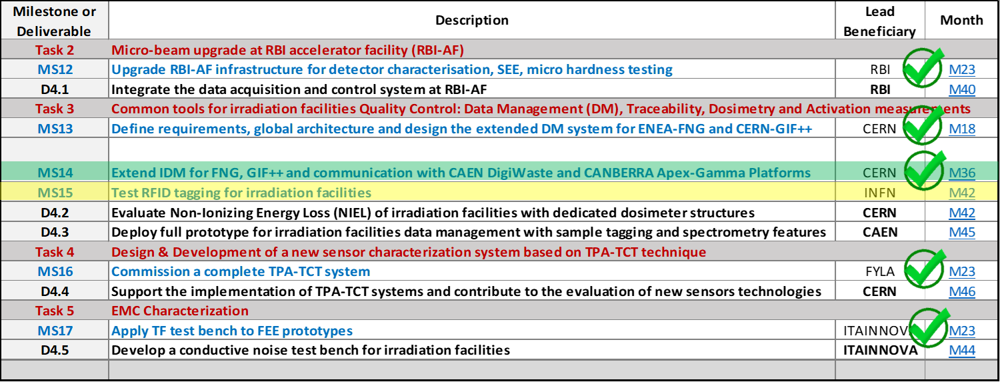 Milestone or Deliverable Description Lead Beneficiary Month
Task 2 Micro-beam upgrade at RBI accelerator facility (RBI-AF)
MS12 Upgrade RBI-AF infrastructure for detector characterisation, SEE, micro hardness testing RBI M23
D4.1 Integrate the data acquisition and control system at RBI-AF RBI M40
Task 3 Common tools for irradiation facilities Quality Control: Data Management (DM), Traceability, Dosimetry and Activation measurements
MS13 Define requirements, global architecture and design the extended DM system for ENEA-FNG and CERN-GIF++ CERN M18
MS14 Extend IDM for FNG, GIF++ and communication with CAEN DigiWaste and CANBERRA Apex-Gamma Platforms CERN M36
MS15 Test RFID tagging for irradiation facilities INFN M42
D4.2 Evaluate Non-Ionizing Energy Loss (NIEL) of irradiation facilities with dedicated dosimeter structures CERN M42
D4.3 Deploy full prototype for irradiation facilities data management with sample tagging and spectrometry features CAEN M45
Task 4 Design & Development of a new sensor characterization system based on TPA-TCT technique
MS16 Commission a complete TPA-TCT system FYLA M23
D4.4 Support the implementation of TPA-TCT systems and contribute to the evaluation of new sensors technologies CERN M46
Task 5 EMC Characterization
MS17 Apply TF test bench to FEE prototypes ITAINNOVA M23
D4.5 Develop a conductive noise test bench for irradiation facilities ITAINNOVA M44